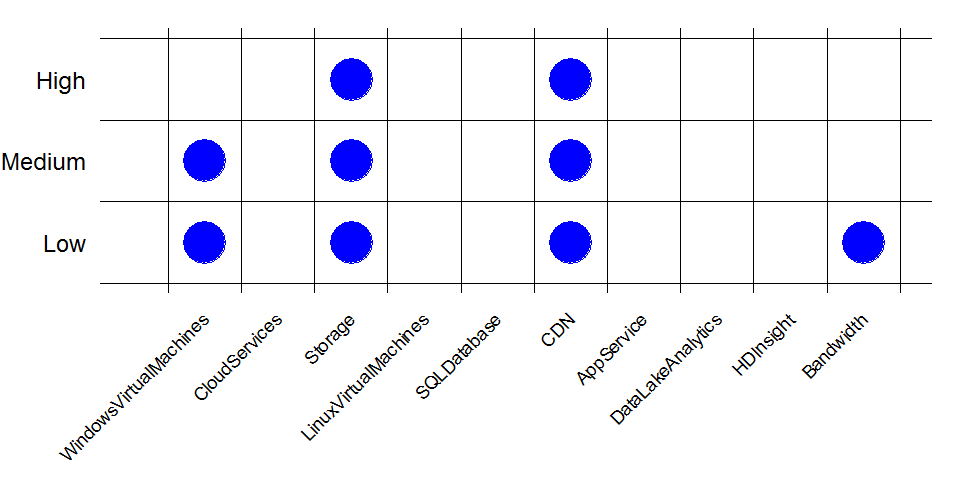 High
Medium
Low
WindowsVirtualMachines
CloudServices
Storage
LinuxVirtualMachines
SQLDatabase
CDN
AppService
DataLakeAnalytics
HDInsight
Bandwidth